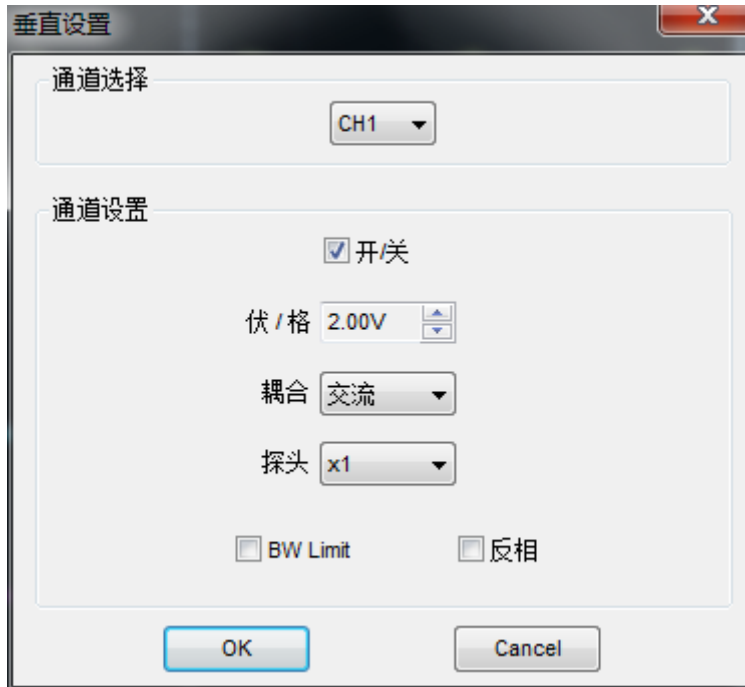 垂直设置
通道选择
CH1
通道设置
开/关
伏/格 2.00V
耦合 交流
探头 x1
BW Limit 反相
OK Cancel